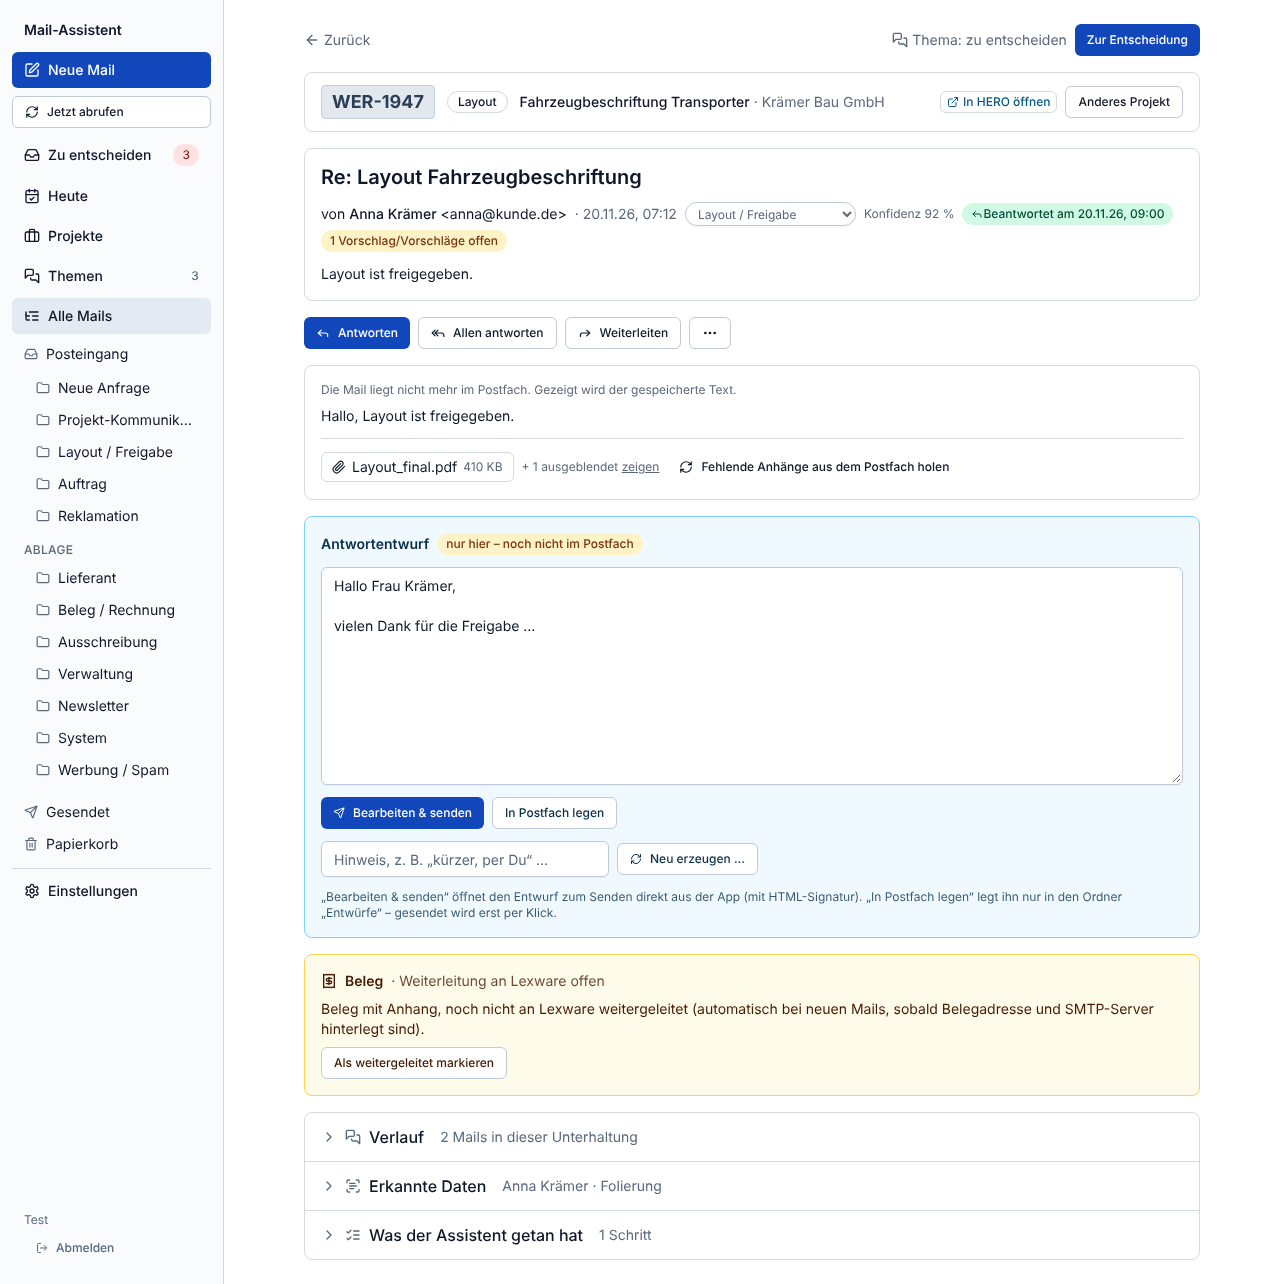 Mail-Assistent
Neue Mail
Jetzt abrufen
Zu entscheiden 3
Heute
Projekte
Themen 3
Alle Mails
Posteingang
Neue Anfrage
Projekt-Kommunik...
Layout / Freigabe
Auftrag
Reklamation
ABLAGE
Lieferant
Beleg / Rechnung
Ausschreibung
Verwaltung
Newsletter
System
Werbung / Spam
Gesendet
Papierkorb
Einstellungen
Test
Abmelden
Zurück
Thema: zu entscheiden Zur Entscheidung
WER-1947 Layout Fahrzeugbeschriftung Transporter · Krämer Bau GmbH In HERO öffnen Anderes Projekt
Re: Layout Fahrzeugbeschriftung
von Anna Krämer <anna@kunde.de> · 20.11.26, 07:12 Layout / Freigabe Konfidenz 92 % Beantwortet am 20.11.26, 09:00
1 Vorschlag/Vorschläge offen
Layout ist freigegeben.
Antworten Allen antworten Weiterleiten ···
Die Mail liegt nicht mehr im Postfach. Gezeigt wird der gespeicherte Text.
Hallo, Layout ist freigegeben.
Layout_final.pdf 410 KB + 1 ausgeblendet zeigen Fehlende Anhänge aus dem Postfach holen
Antwortentwurf nur hier – noch nicht im Postfach
Hallo Frau Krämer,
vielen Dank für die Freigabe ...
Bearbeiten & senden In Postfach legen
Hinweis, z. B. „kürzer, per Du“ ... Neu erzeugen ...
„Bearbeiten & senden“ öffnet den Entwurf zum Senden direkt aus der App (mit HTML-Signatur). „In Postfach legen“ legt ihn nur in den Ordner
„Entwürfe“ – gesendet wird erst per Klick.
Beleg · Weiterleitung an Lexware offen
Beleg mit Anhang, noch nicht an Lexware weitergeleitet (automatisch bei neuen Mails, sobald Belegadresse und SMTP-Server
hinterlegt sind).
Als weitergeleitet markieren
Verlauf 2 Mails in dieser Unterhaltung
Erkannte Daten Anna Krämer · Folierung
Was der Assistent getan hat 1 Schritt